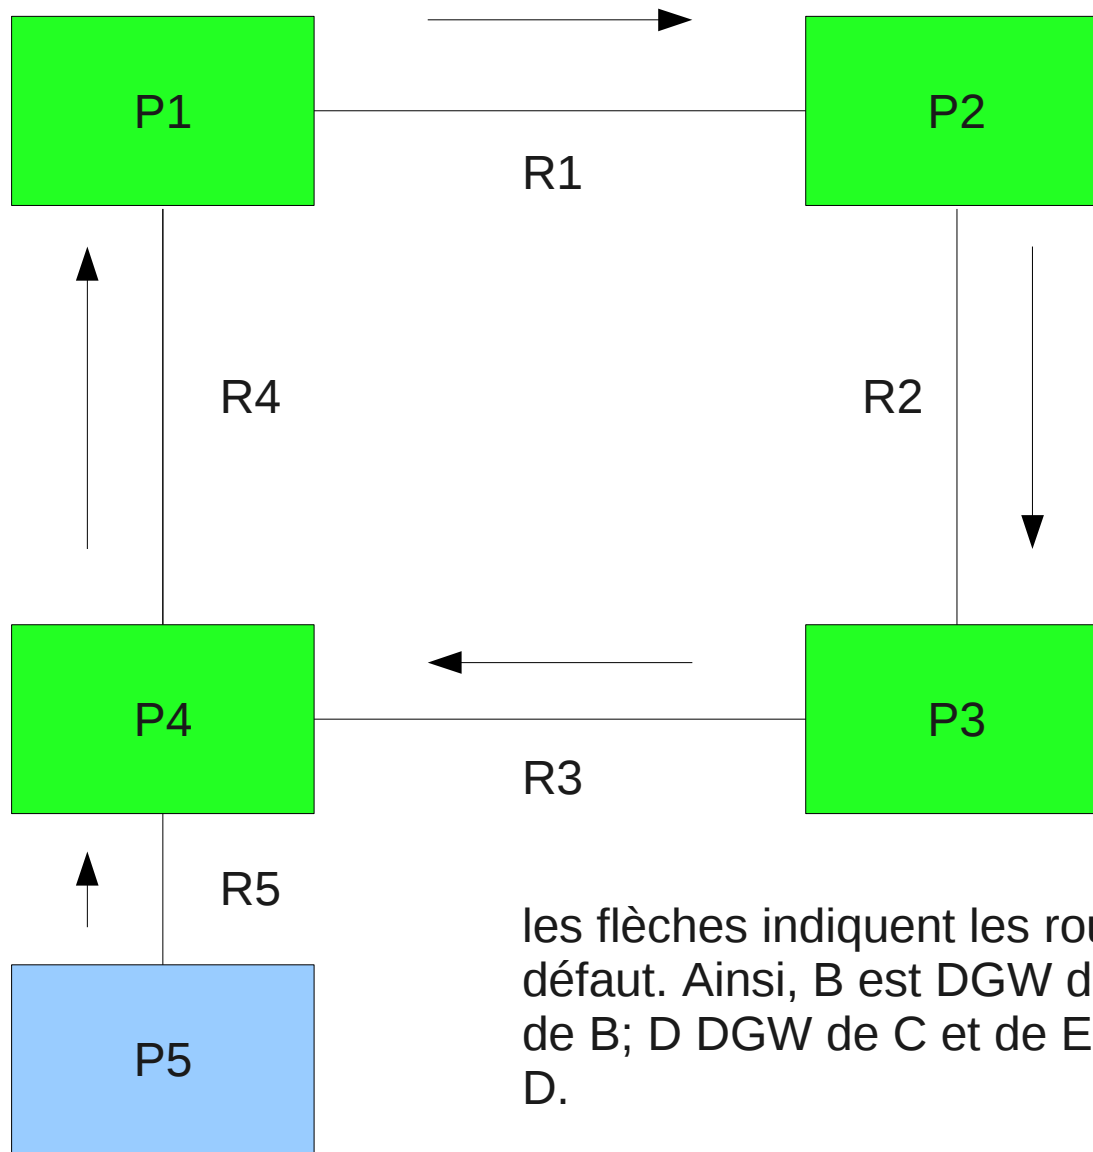 P1
P2
R1
R4
R2
P4
P3
R3
R5
les flèches indiquent les
défaut. Ainsi, B est DGW
de B; D DGW de C et de E
D.
P5